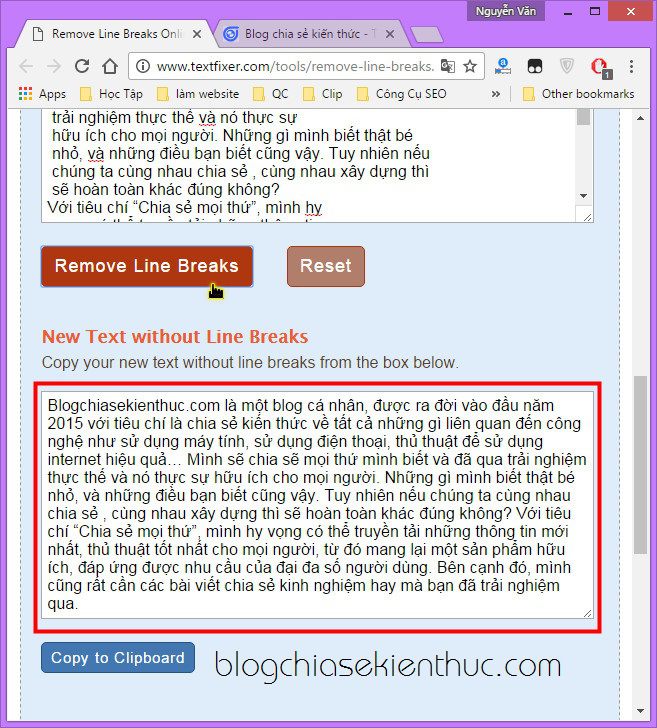 Nguyễn Văn
Remove Line Breaks Onli
Blog chia sẻ kiến thức - T
www.textfixer.com/tools/remove-line-breaks.
1
Apps
Học Tập
làm website
QC
Clip
Công Cụ SEO
»
Other bookmarks
trải nghiệm thực thế và nó thực sự
hữu ích cho mọi người. Những gì mình biết thật bé
nhỏ, và những điều bạn biết cũng vậy. Tuy nhiên nếu
chúng ta cùng nhau chia sẻ , cùng nhau xây dựng thì
sẽ hoàn toàn khác đúng không?
Với tiêu chí “Chia sẻ mọi thứ”, mình hy
Remove Line Breaks
Reset
New Text without Line Breaks
Copy your new text without line breaks from the box below.
Blogchiasekienthuc.com là một blog cá nhân, được ra đời vào đầu năm
2015 với tiêu chí là chia sẻ kiến thức về tất cả những gì liên quan đến công
nghệ như sử dụng máy tính, sử dụng điện thoại, thủ thuật để sử dụng
internet hiệu quả… Mình sẽ chia sẽ mọi thứ mình biết và đã qua trải nghiệm
thực thế và nó thực sự hữu ích cho mọi người. Những gì mình biết thật bé
nhỏ, và những điều bạn biết cũng vậy. Tuy nhiên nếu chúng ta cùng nhau
chia sẻ , cùng nhau xây dựng thì sẽ hoàn toàn khác đúng không? Với tiêu
chí “Chia sẻ mọi thứ”, mình hy vọng có thể truyền tải những thông tin mới
nhất, thủ thuật tốt nhất cho mọi người, từ đó mang lại một sản phẩm hữu
ích, đáp ứng được nhu cầu của đại đa số người dùng. Bên cạnh đó, mình
cũng rất cần các bài viết chia sẻ kinh nghiệm hay mà bạn đã trải nghiệm
qua.
Copy to Clipboard
blogchiasekienthuc.com